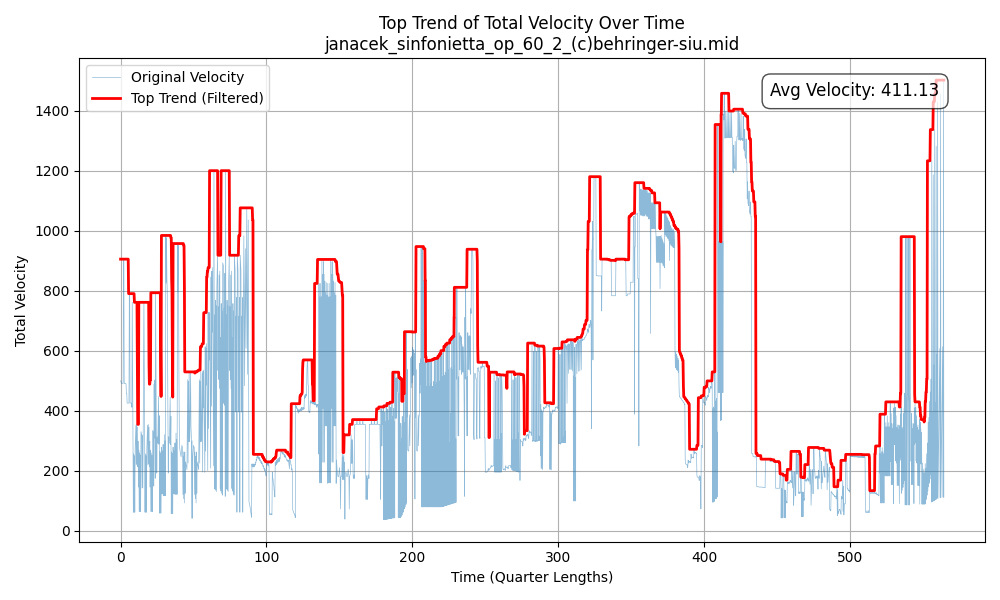 Top Trend of Total Velocity Over Time
janacek_sinfonietta_op_60_2_(c)behringer-siu.mid
Original Velocity
Top Trend (Filtered)
Avg Velocity: 411.13
Total Velocity
1400
1200
1000
800
600
400
200
0
0 100 200 300 400 500
Time (Quarter Lengths)